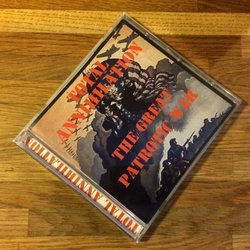 TOTAL
ANNIHILATION
THE GREAT
PATRIOTIC WAR
TOTAL ANNIHILATION